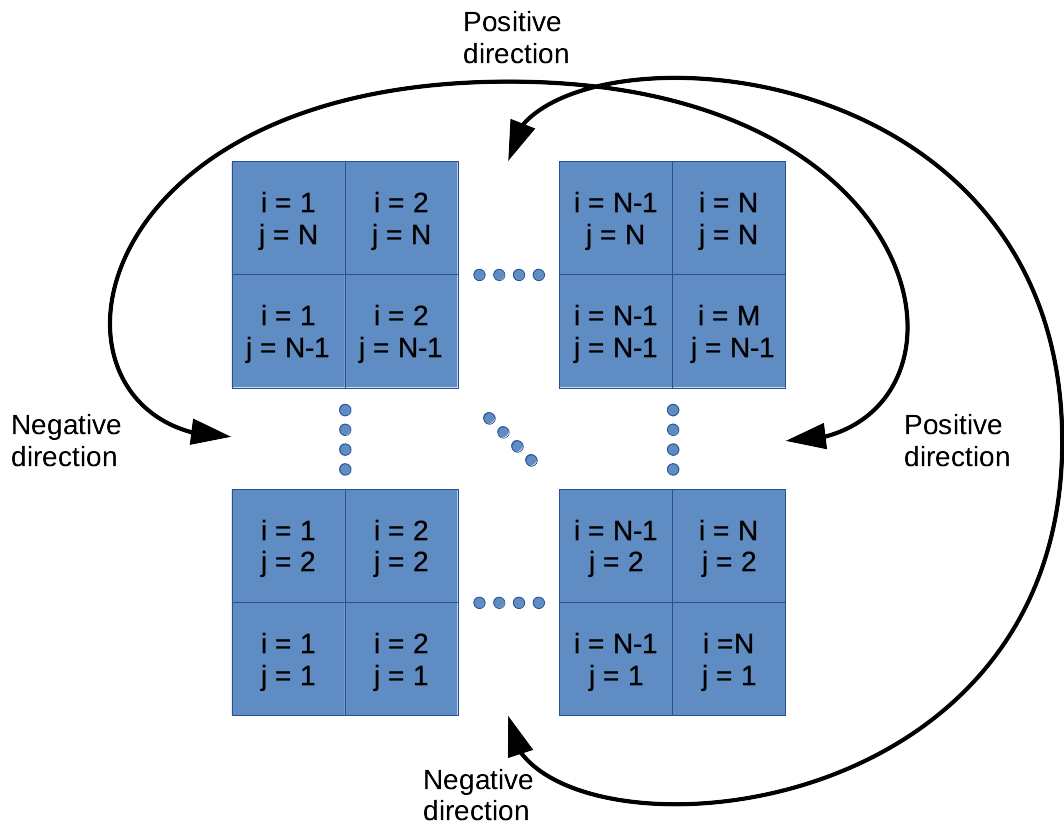 Positive
direction
i = 1
j = N
i = 2
j = N
i = N-1
j = N
i = N
j = N
i = 1
j = N-1
i = 2
j = N-1
i = N-1
j = N-1
i = M
j = N-1
Negative
direction
Positive
direction
i = 1
j = 2
i = 2
j = 2
i = N-1
j = 2
i = N
j = 2
i = 1
j = 1
i = 2
j = 1
i = N-1
j = 1
i =N
j = 1
Negative
direction